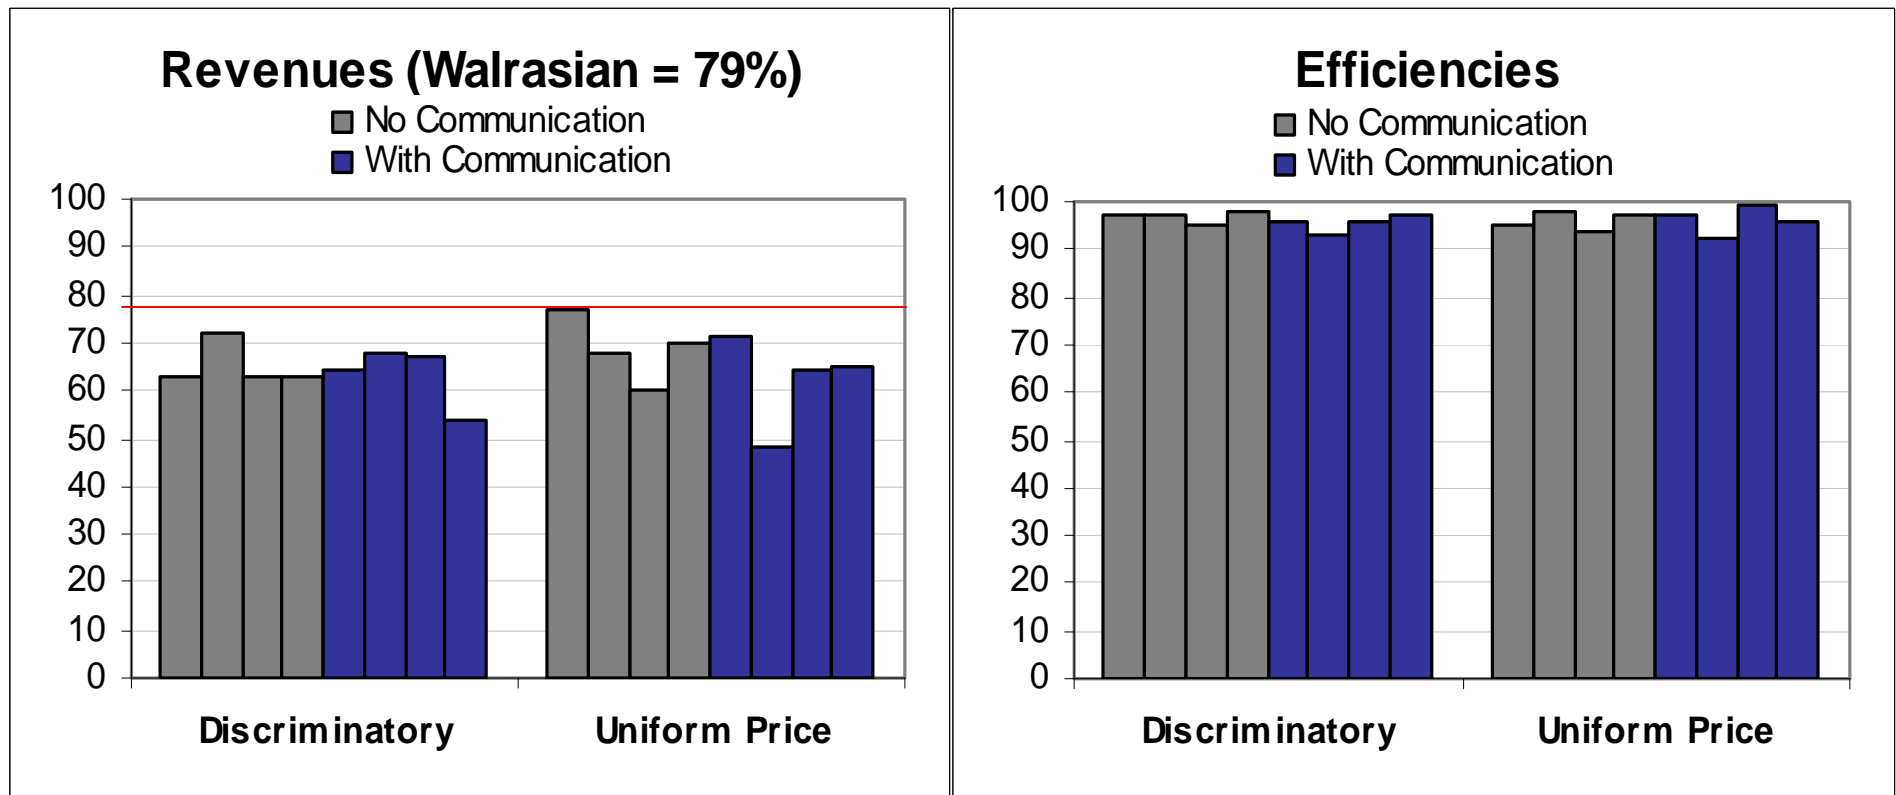 Revenues (Walrasian = 79%)
No Communication
With Communication
100
90
80
70
60
50
40
30
20
10
0
Discriminatory
Uniform Price
Efficiencies
No Communication
With Communication
100
90
80
70
60
50
40
30
20
10
0
Discriminatory
Uniform Price